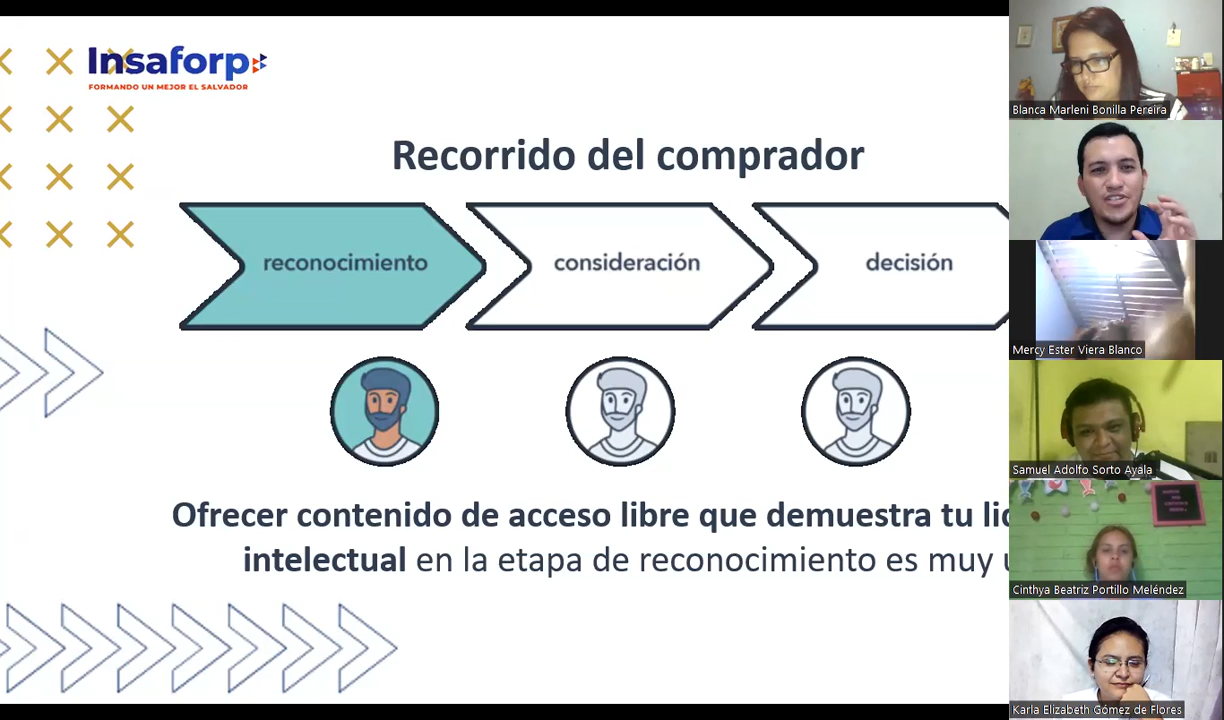 Insaforp
FORMANDO UN MEJOR EL SALVADOR
Recorrido del comprador
reconocimiento
consideración
decisión
Ofrecer contenido de acceso libre que demuestra tu
intelectual en la etapa de reconocimiento es muy
Blanca Marleni Bonilla Pereira
Mercy Ester Viera Blanco
Samuel Adolfo Sorto Ayala
Cinthya Beatriz Portillo Meléndez
Karla Elizabeth Gómez de Flores